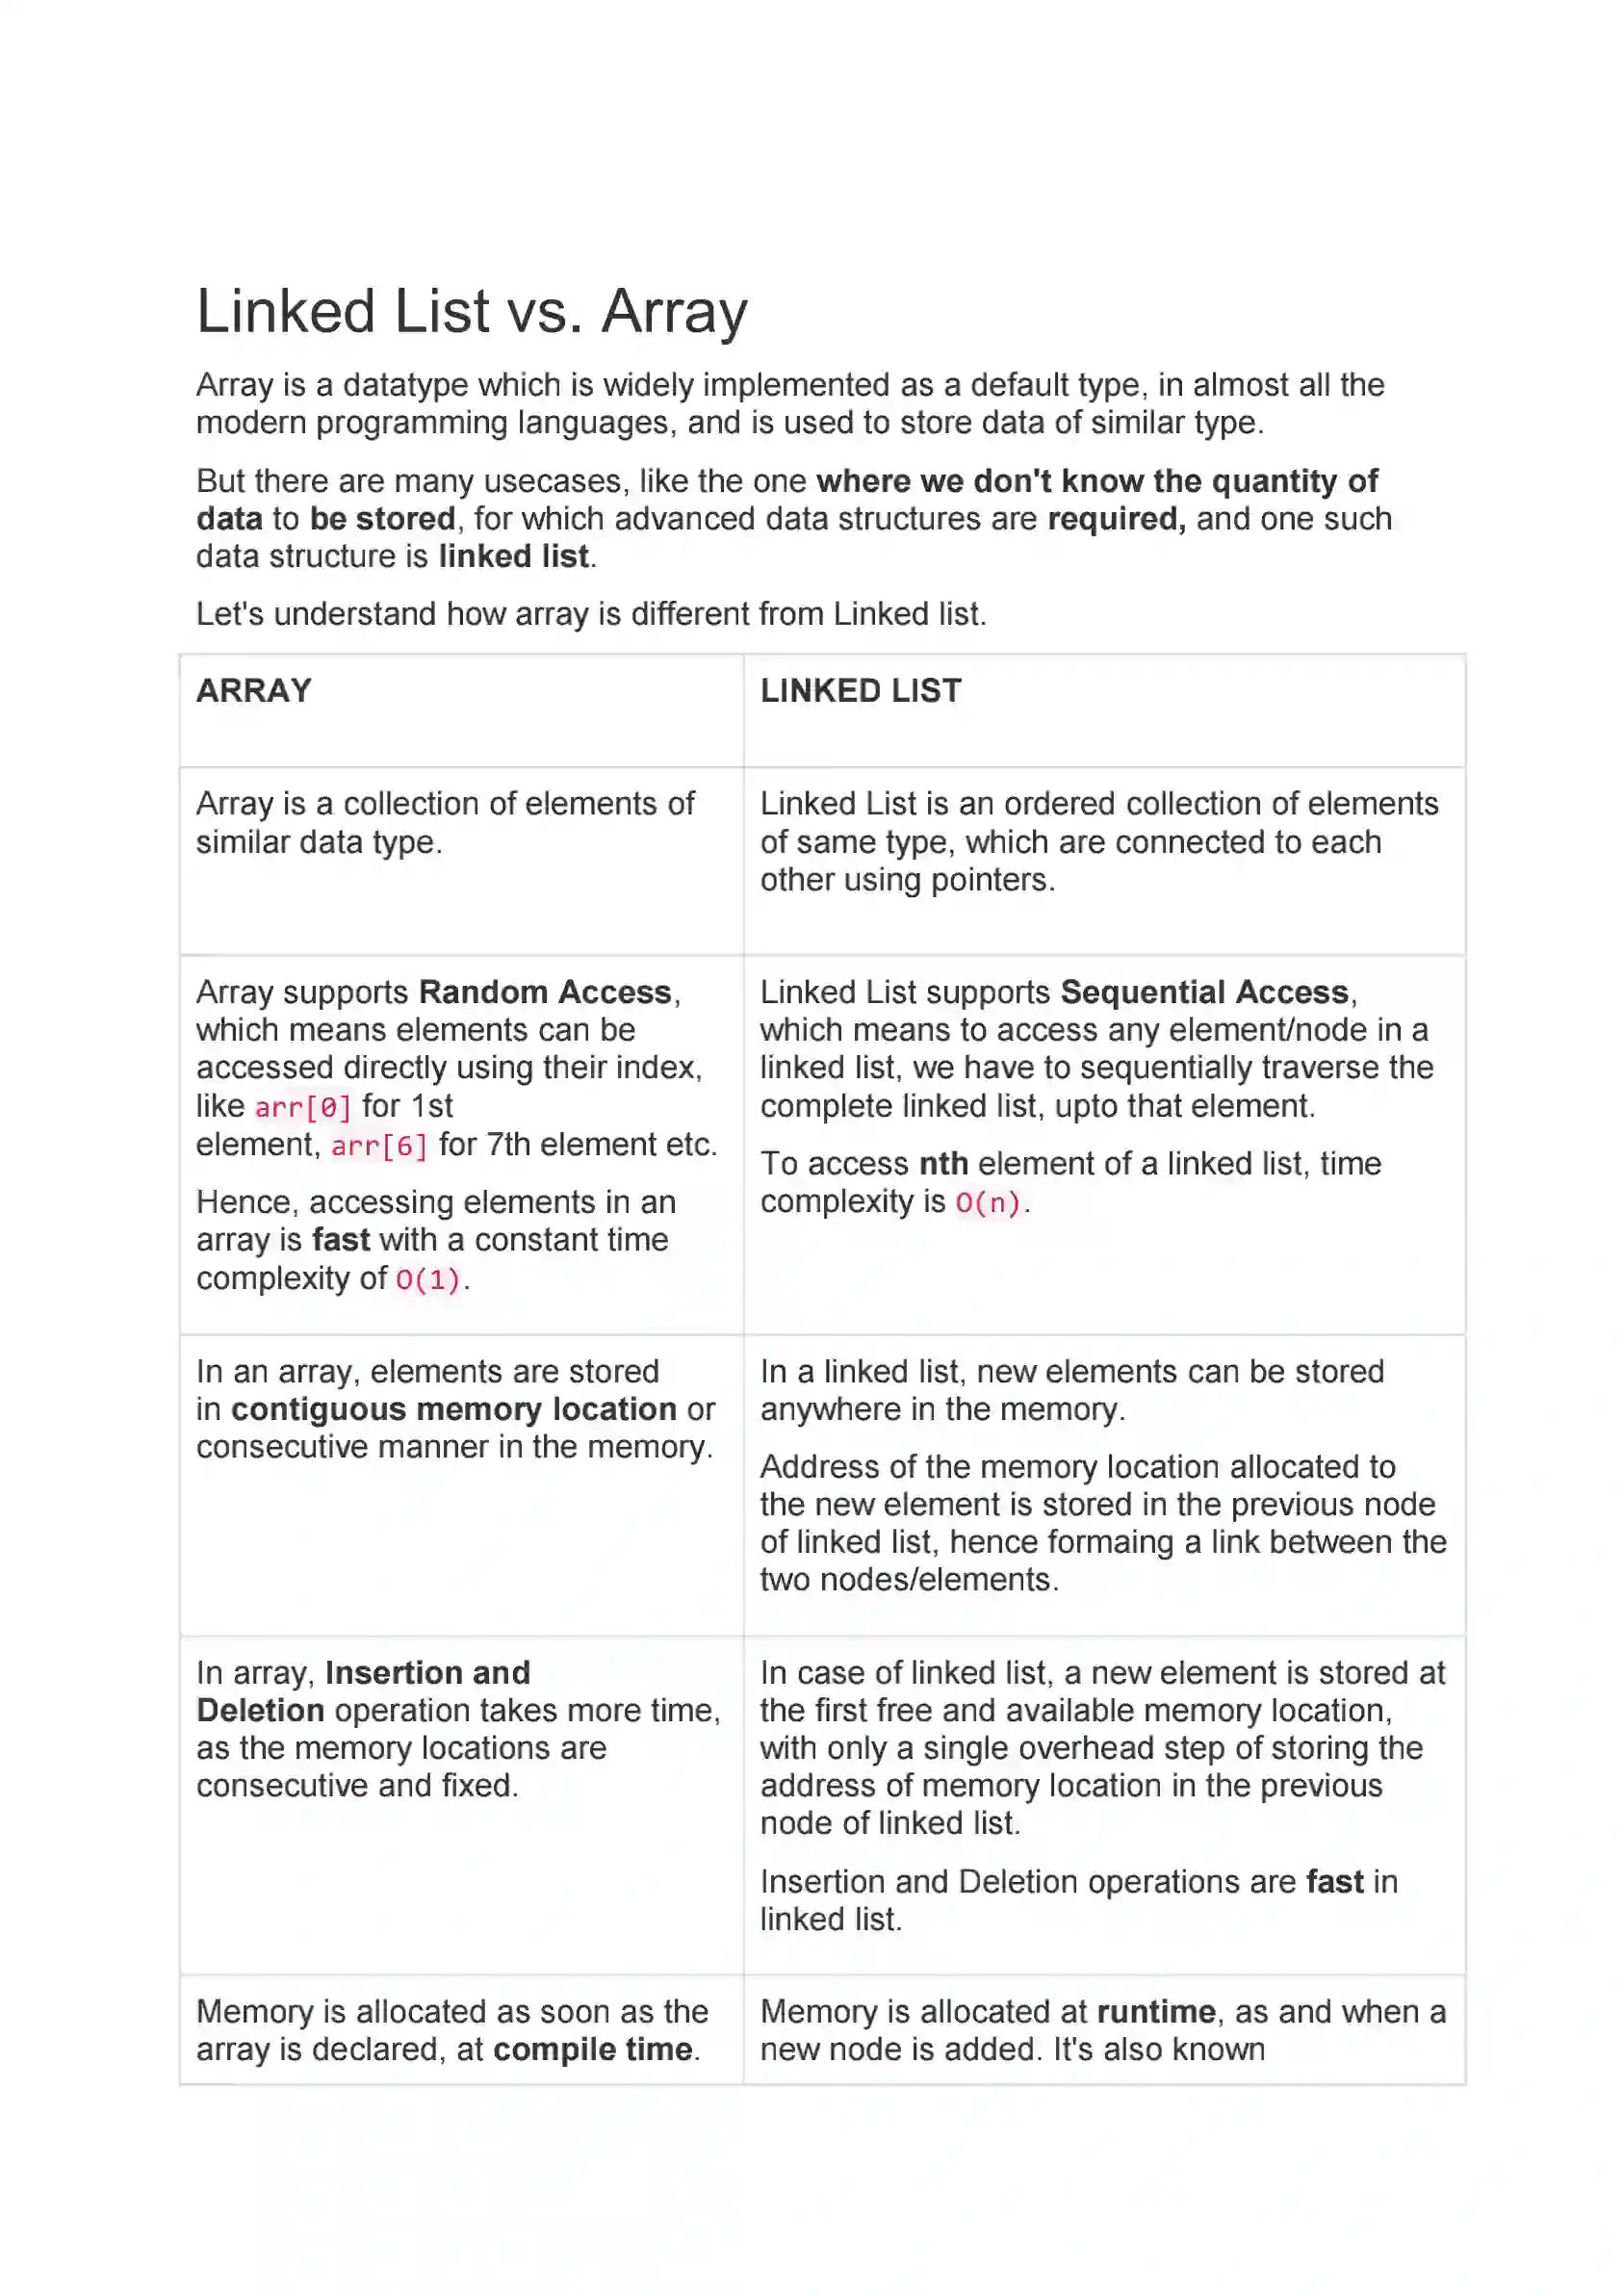 Linked List vs. Array
Array is a datatype which is widely implemented as a default type, in almost all the
modern programming languages, and is used to store data of similar type.
But there are many usecases, like the one where we don't know the quantity of
data to be stored, for which advanced data structures are required, and one such
data structure is linked list.
Let's understand how array is different from Linked list.
ARRAY
LINKED LIST
Array is a collection of elements of
similar data type.
Linked List is an ordered collection of elements
of same type, which are connected to each
other using pointers.
Array supports Random Access,
which means elements can be
accessed directly using their index,
like arr[0] for 1st
element, arr[6] for 7th element etc.
Hence, accessing elements in an
array is fast with a constant time
complexity of O(1).
Linked List supports Sequential Access,
which means to access any element/node in a
linked list, we have to sequentially traverse the
complete linked list, upto that element.
To access nth element of a linked list, time
complexity is O(n).
In an array, elements are stored
in contiguous memory location or
consecutive manner in the memory.
In a linked list, new elements can be stored
anywhere in the memory.
Address of the memory location allocated to
the new element is stored in the previous node
of linked list, hence formaing a link between the
two nodes/elements.
In array, Insertion and
Deletion operation takes more time,
as the memory locations are
consecutive and fixed.
In case of linked list, a new element is stored at
the first free and available memory location,
with only a single overhead step of storing the
address of memory location in the previous
node of linked list.
Insertion and Deletion operations are fast in
linked list.
Memory is allocated as soon as the
array is declared, at compile time.
Memory is allocated at runtime, as and when a
new node is added. It's also known